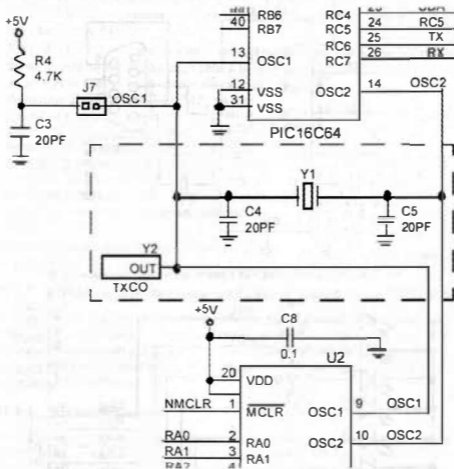 +5V
R4
4.7K
J7
OSC1
C3
20PF
40
RB6
RB7
RC4
RC5
RC6
RC7
24
RC5
25
TX
26
RX
13
OSC1
12
VSS
31
VSS
OSC2
14
OSC2
PIC16C64
Y1
C4
20PF
C5
20PF
Y2
OUT
TXCO
+5V
C8
0.1
U2
20
VDD
NMCLR
1
MCLR
OSC1
9
OSC1
RA0
2
RA0
OSC2
10
OSC2
RA1
3
RA1